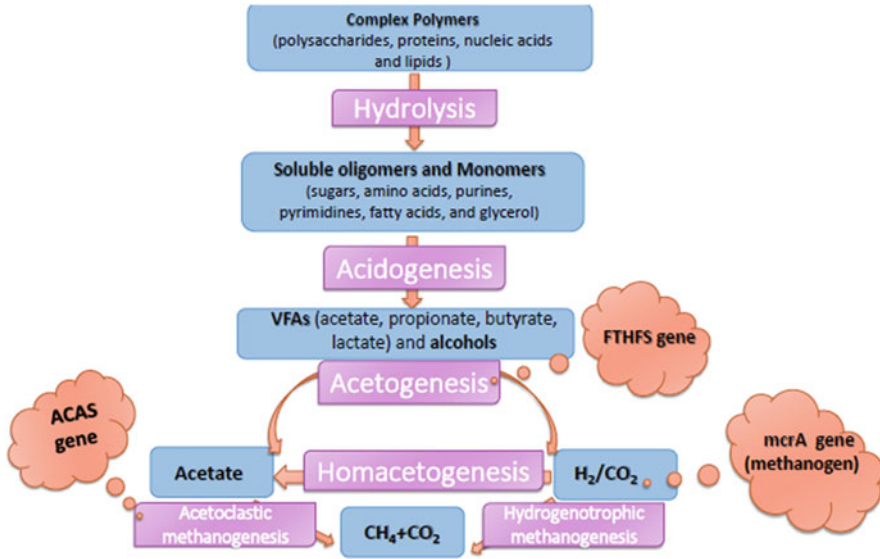 Complex Polymers
(polysaccharides, proteins, nucleic acids
and lipids )
Hydrolysis
Soluble oligomers and Monomers
(sugars, amino acids, purines,
pyrimidines, fatty acids, and glycerol)
Acidogenesis
VFAs (acetate, propionate, butyrate,
lactate) and alcohols
FTHFS gene
Acetogenesis
ACAS
gene
mcrA gene
(methanogen)
Acetate
Homacetogenesis
H₂/CO₂
Acetoclastic
methanogenesis
CH₄+CO₂
Hydrogenotrophic
methanogenesis